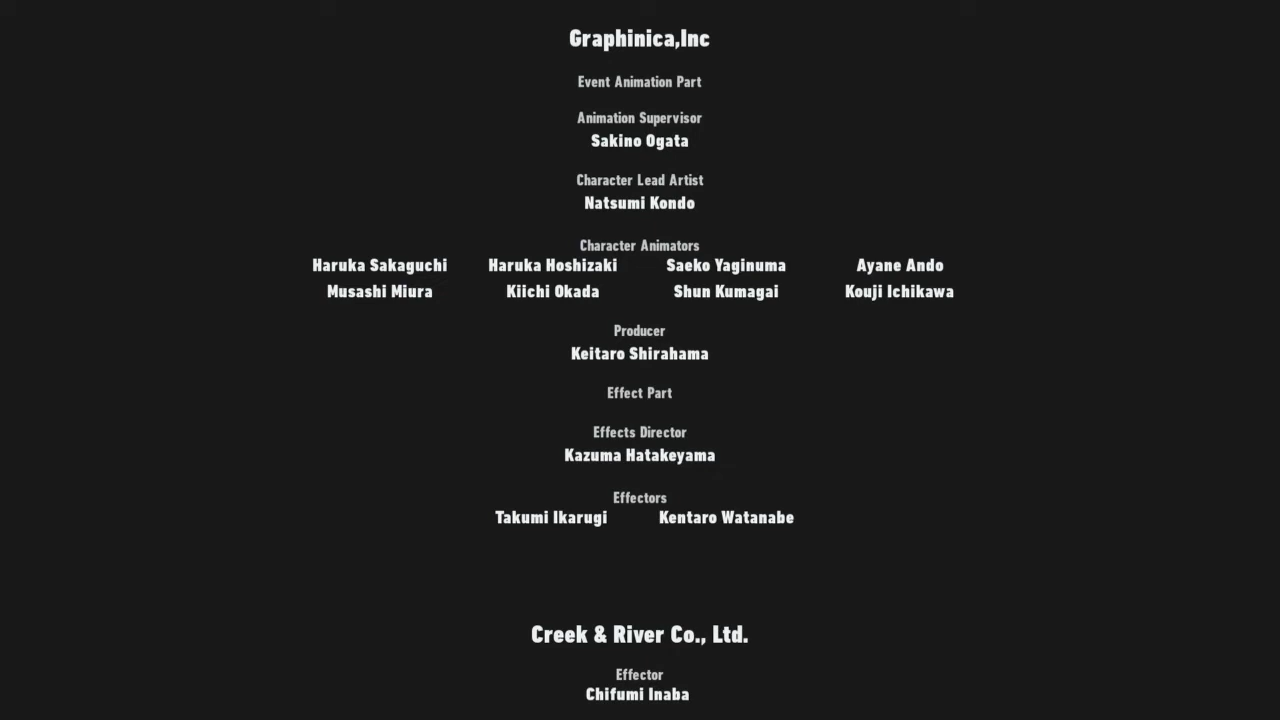 Graphinica,Inc
Event Animation Part
Animation Supervisor
Sakino Ogata
Character Lead Artist
Natsumi Kondo
Character Animators
Haruka Sakaguchi Haruka Hoshizaki Saeko Yaginuma Ayane Ando
Musashi Miura Kiichi Okada Shun Kumagai Kouji Ichikawa
Producer
Keitaro Shirahama
Effect Part
Effects Director
Kazuma Hatakeyama
Effectors
Takumi Ikarugi Kentaro Watanabe
Creek & River Co., Ltd.
Effector
Chifumi Inaba